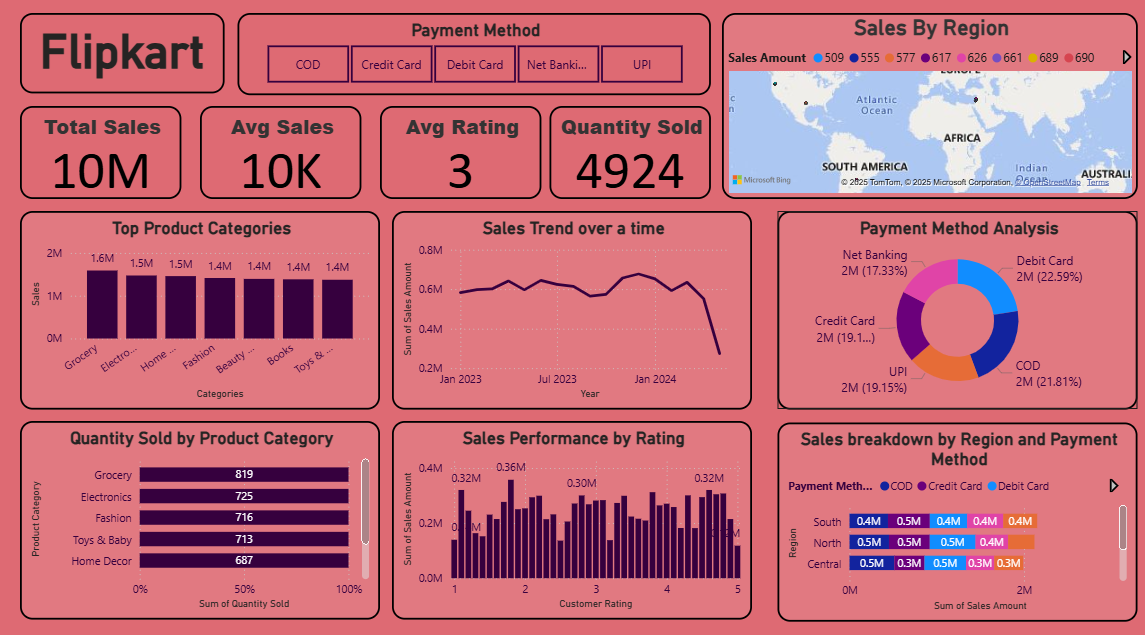 Flipkart
Payment Method
COD
Credit Card
Debit Card
Net Banki...
UPI
Sales By Region
Sales Amount 509 555 577 617 626 661 689 690
Atlantic
Ocean
AFRICA
SOUTH AMERICA
Indian
AUSTRALI
Microsoft Bing
© 2025 TomTom, © 2025 Microsoft Corporation, © OpenStreetMap Terms
Total Sales
10M
Avg Sales
10K
Avg Rating
3
Quantity Sold
4924
Top Product Categories
Sales
2M
1M
0M
1.6M
1.5M
1.5M
1.4M
1.4M
1.4M
1.4M
Grocery
Electro...
Home ...
Fashion
Beauty ...
Books
Toys & ...
Categories
Sales Trend over a time
Sum of Sales Amount
0.8M
0.6M
0.4M
0.2M
Jan 2023
Jul 2023
Jan 2024
Year
Payment Method Analysis
Net Banking
2M (17.33%)
Debit Card
2M (22.59%)
Credit Card
2M (19.1...)
UPI
2M (19.15%)
COD
2M (21.81%)
Quantity Sold by Product Category
Product Category
Grocery 819
Electronics 725
Fashion 716
Toys & Baby 713
Home Decor 687
0% 50% 100%
Sum of Quantity Sold
Sales Performance by Rating
Sum of Sales Amount
0.4M
0.2M
0.0M
0.32M
0.36M
0.30M
0.32M
1 2 3 4 5
Customer Rating
Sales breakdown by Region and Payment
Method
Payment Meth... COD Credit Card Debit Card
Region
South 0.4M 0.5M 0.4M 0.4M 0.4M
North 0.5M 0.5M 0.5M 0.4M
Central 0.5M 0.3M 0.5M 0.3M 0.3M
0M 2M
Sum of Sales Amount